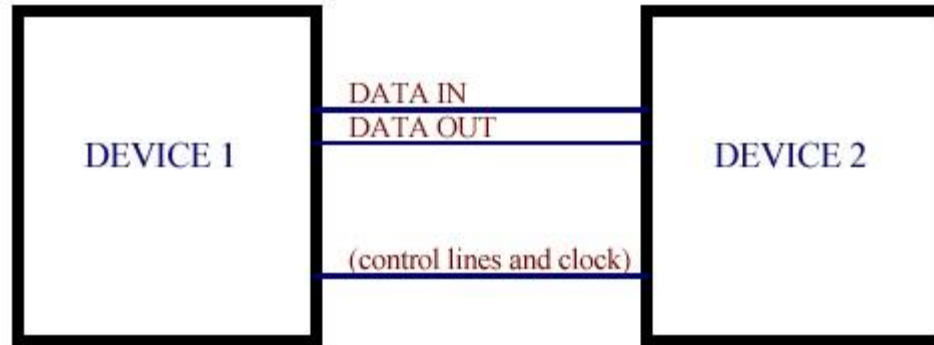 DATA IN
DATA OUT
DEVICE 1
DEVICE 2
(control lines and clock)